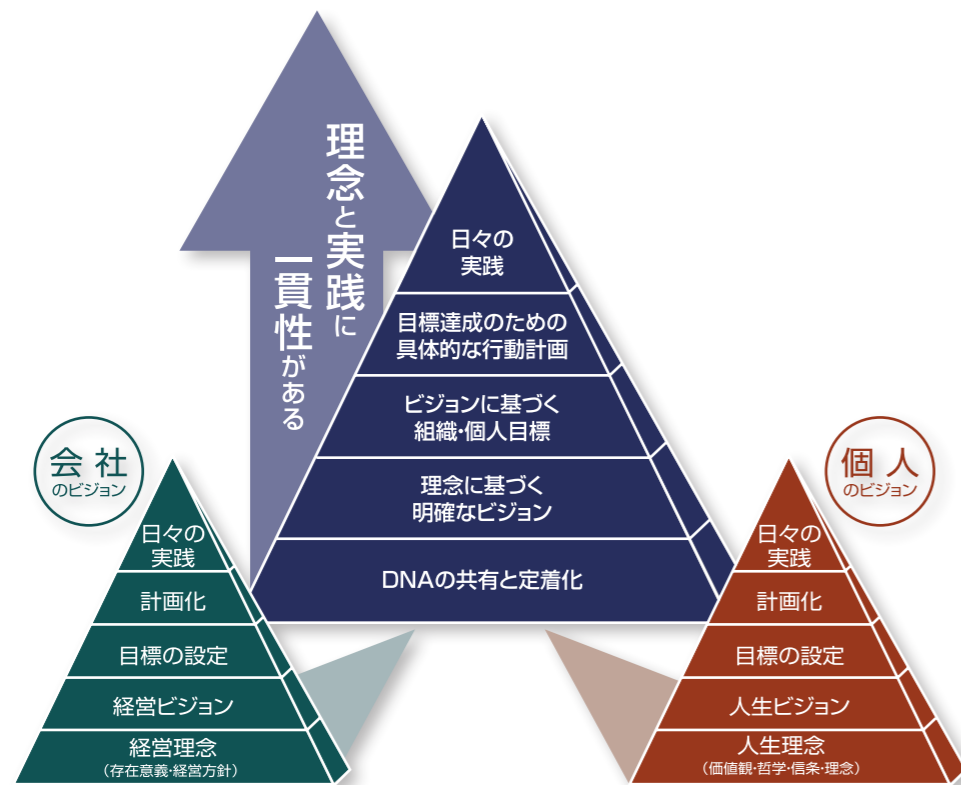 理念と実践に
一貫性がある
日々の
実践
目標達成のための
具体的な行動計画
ビジョンに基づく
組織・個人目標
理念に基づく
明確なビジョン
DNAの共有と定着化
会社
のビジョン
日々の
実践
計画化
目標の設定
経営ビジョン
経営理念
(存在意義・経営方針)
個人
のビジョン
日々の
実践
計画化
目標の設定
人生ビジョン
人生理念
(価値観・哲学・信条・理念)